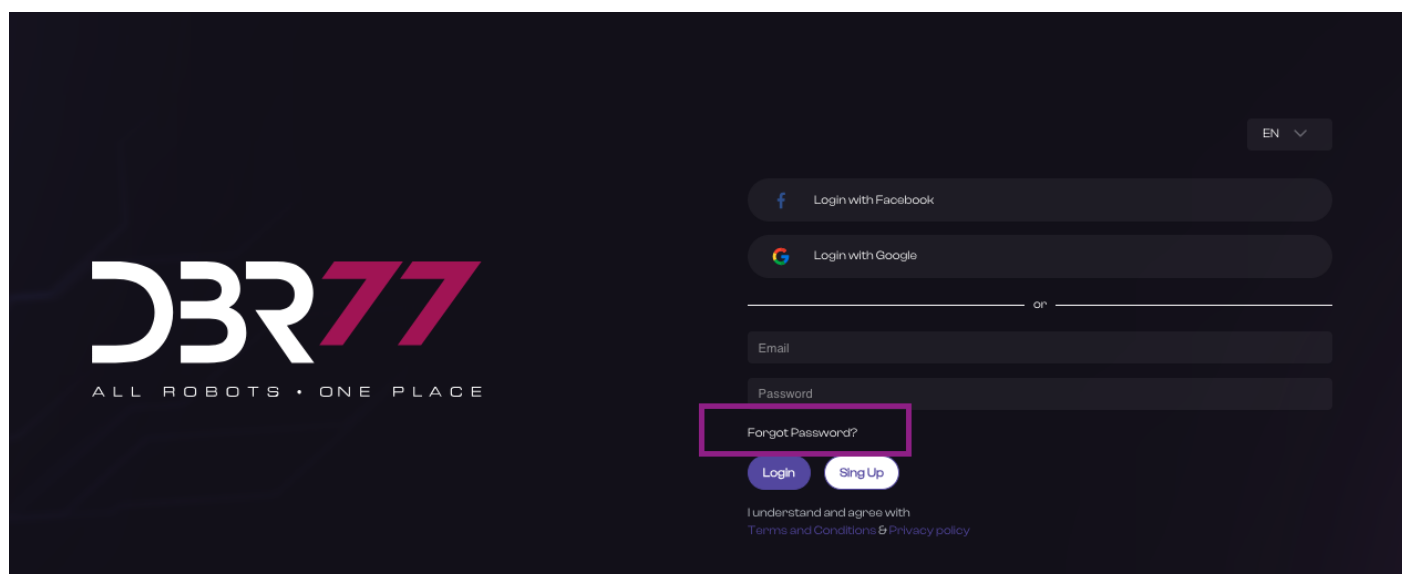 DBR77
ALL ROBOTS • ONE PLACE
EN
Login with Facebook
Login with Google
or
Email
Password
Forgot Password?
Login
Sing Up
I understand and agree with
Terms and Conditions & Privacy policy